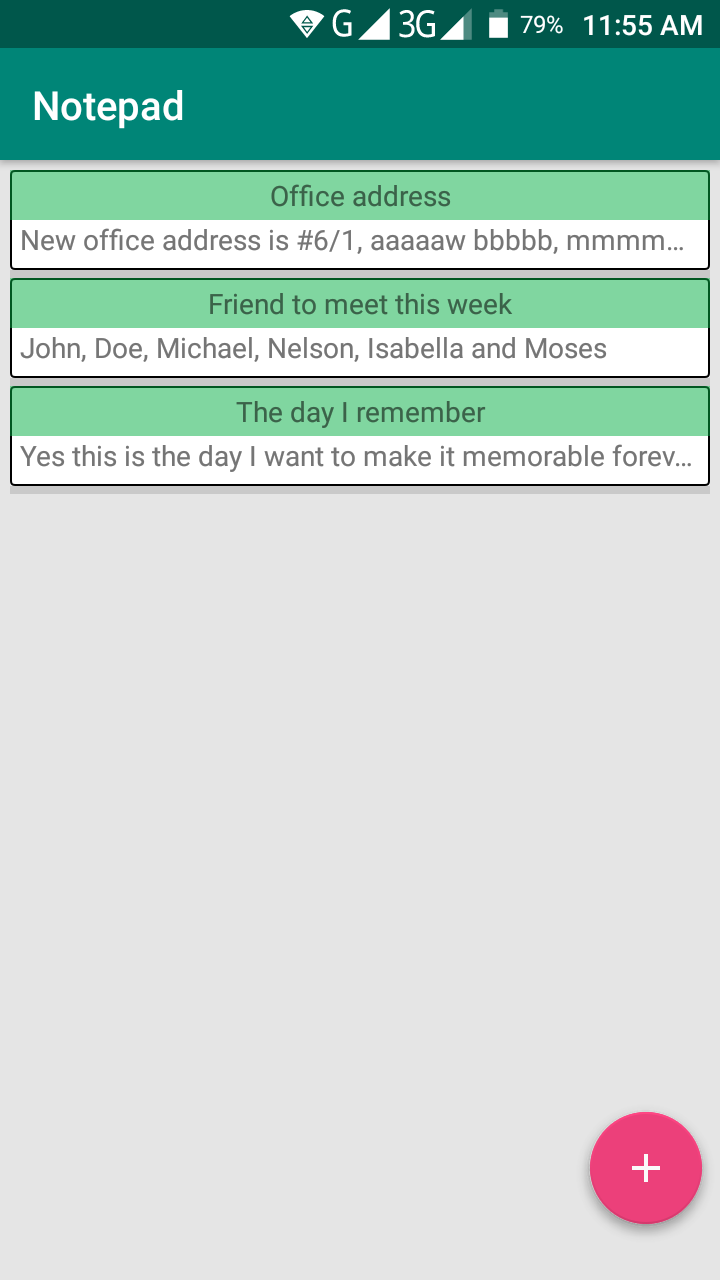 G 3G 79% 11:55 AM
Notepad
Office address
New office address is #6/1, aaaaaw bbbbb, mmmm...
Friend to meet this week
John, Doe, Michael, Nelson, Isabella and Moses
The day I remember
Yes this is the day I want to make it memorable forev...
+